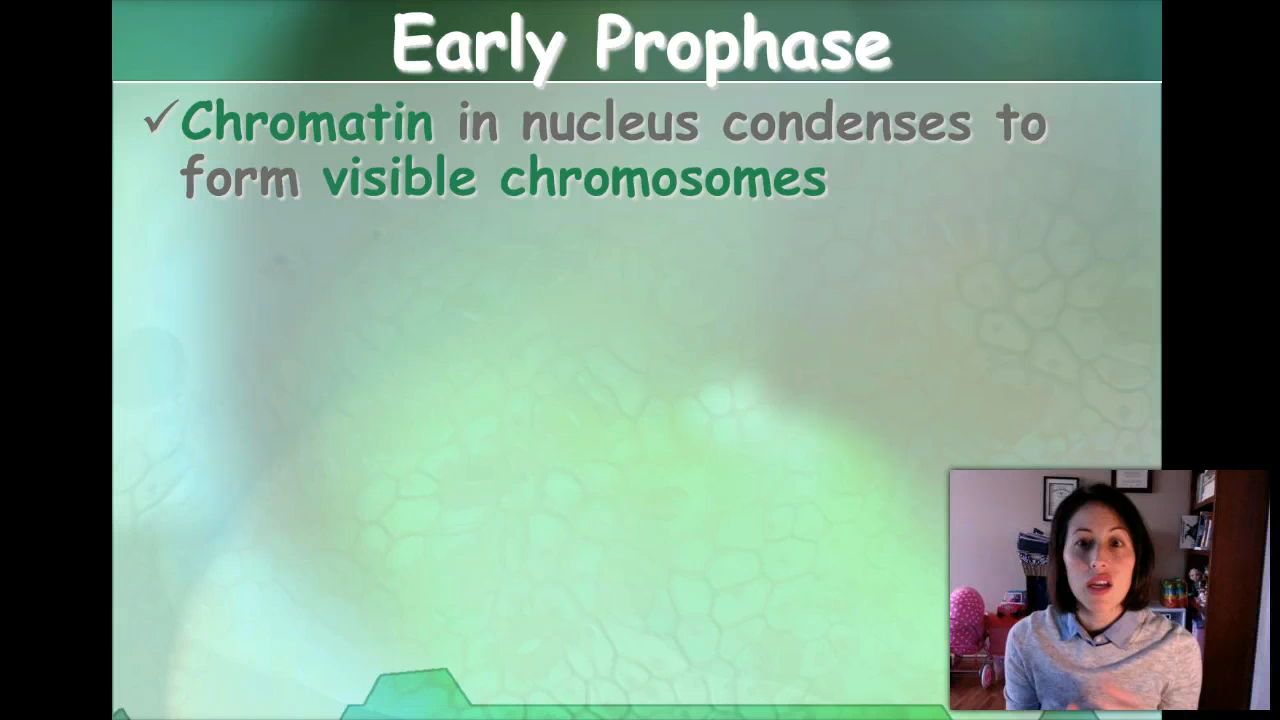 Early Prophase
✓Chromatin in nucleus condenses to
form visible chromosomes